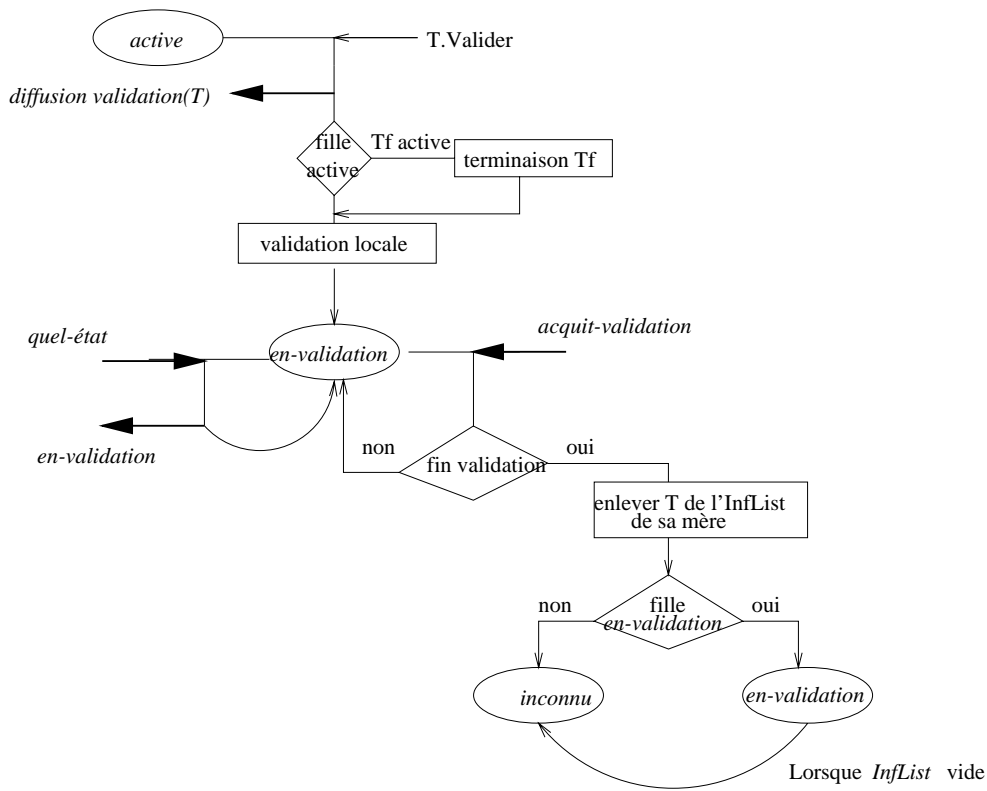 active
T.Valider
diffusion validation(T)
fille
active
Tf active
terminaison Tf
validation locale
quel-état
en-validation
acquit-validation
en-validation
non
fin validation
oui
enlever T de l'InfList
de sa mère
non
fille
en-validation
oui
inconnu
en-validation
Lorsque InfList vide